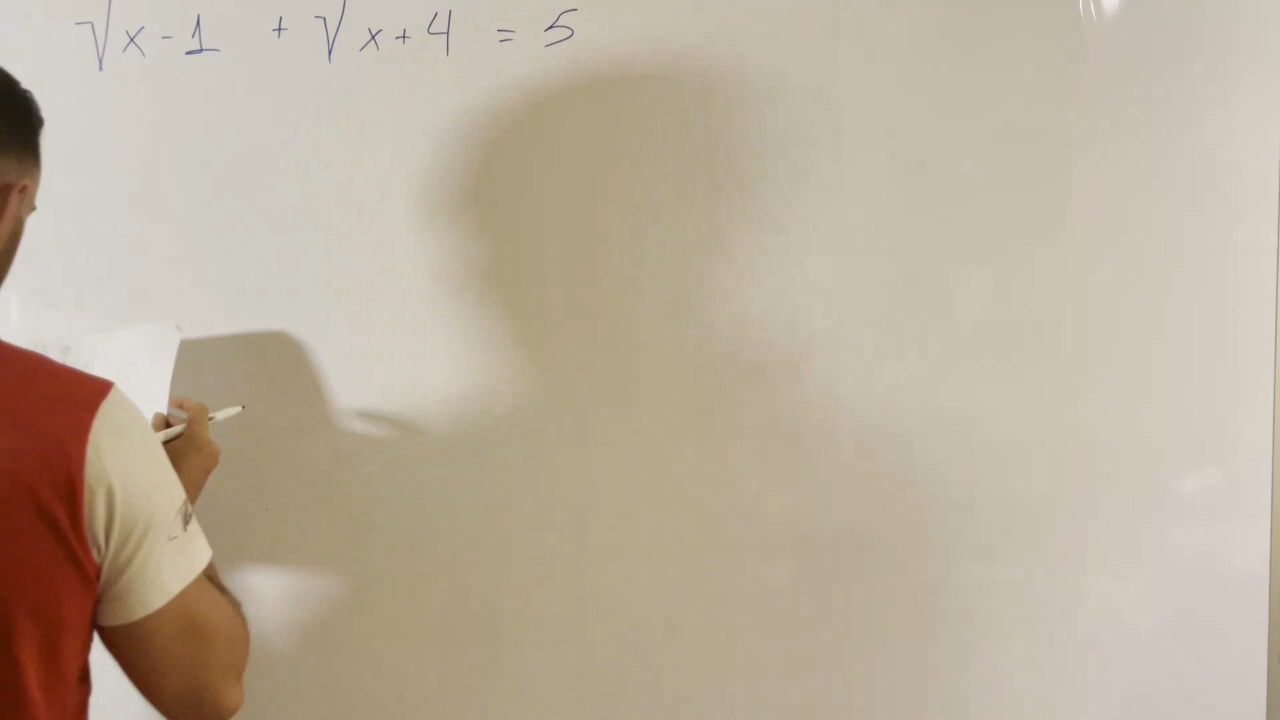 √x-1 + √x+4 = 5